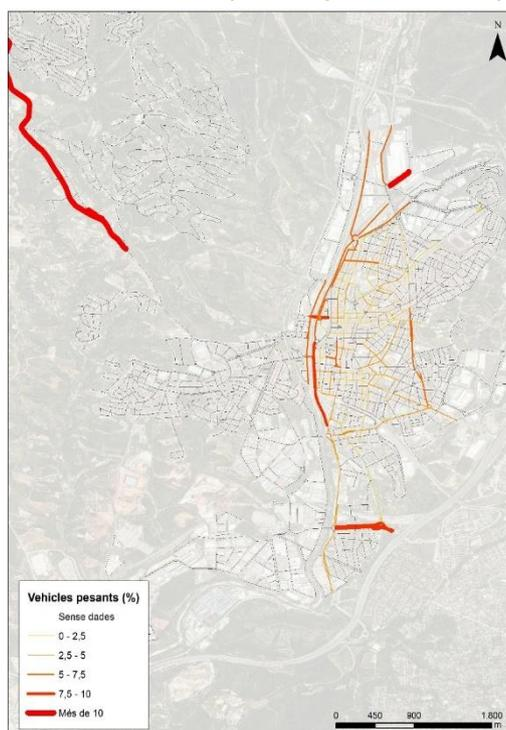 N
Vehicles pesants (%)
Sense dades
0 - 2,5
2,5 - 5
5 - 7,5
7,5 - 10
Més de 10
0 450 900 1.800
m